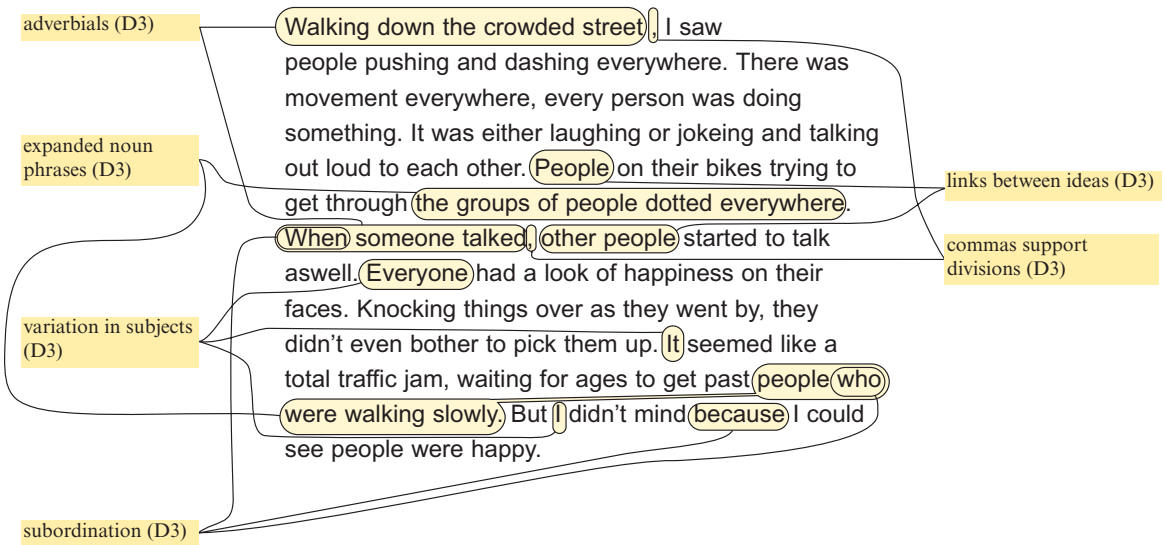 adverbials (D3)
Walking down the crowded street, I saw
people pushing and dashing everywhere. There was
movement everywhere, every person was doing
something. It was either laughing or jokeing and talking
expanded noun
phrases (D3)
out loud to each other. People on their bikes trying to
get through the groups of people dotted everywhere.
links between ideas (D3)
When someone talked, other people started to talk
commas support
divisions (D3)
aswell. Everyone had a look of happiness on their
faces. Knocking things over as they went by, they
variation in subjects
(D3)
didn't even bother to pick them up. It seemed like a
total traffic jam, waiting for ages to get past people who
were walking slowly. But I didn't mind because I could
see people were happy.
subordination (D3)